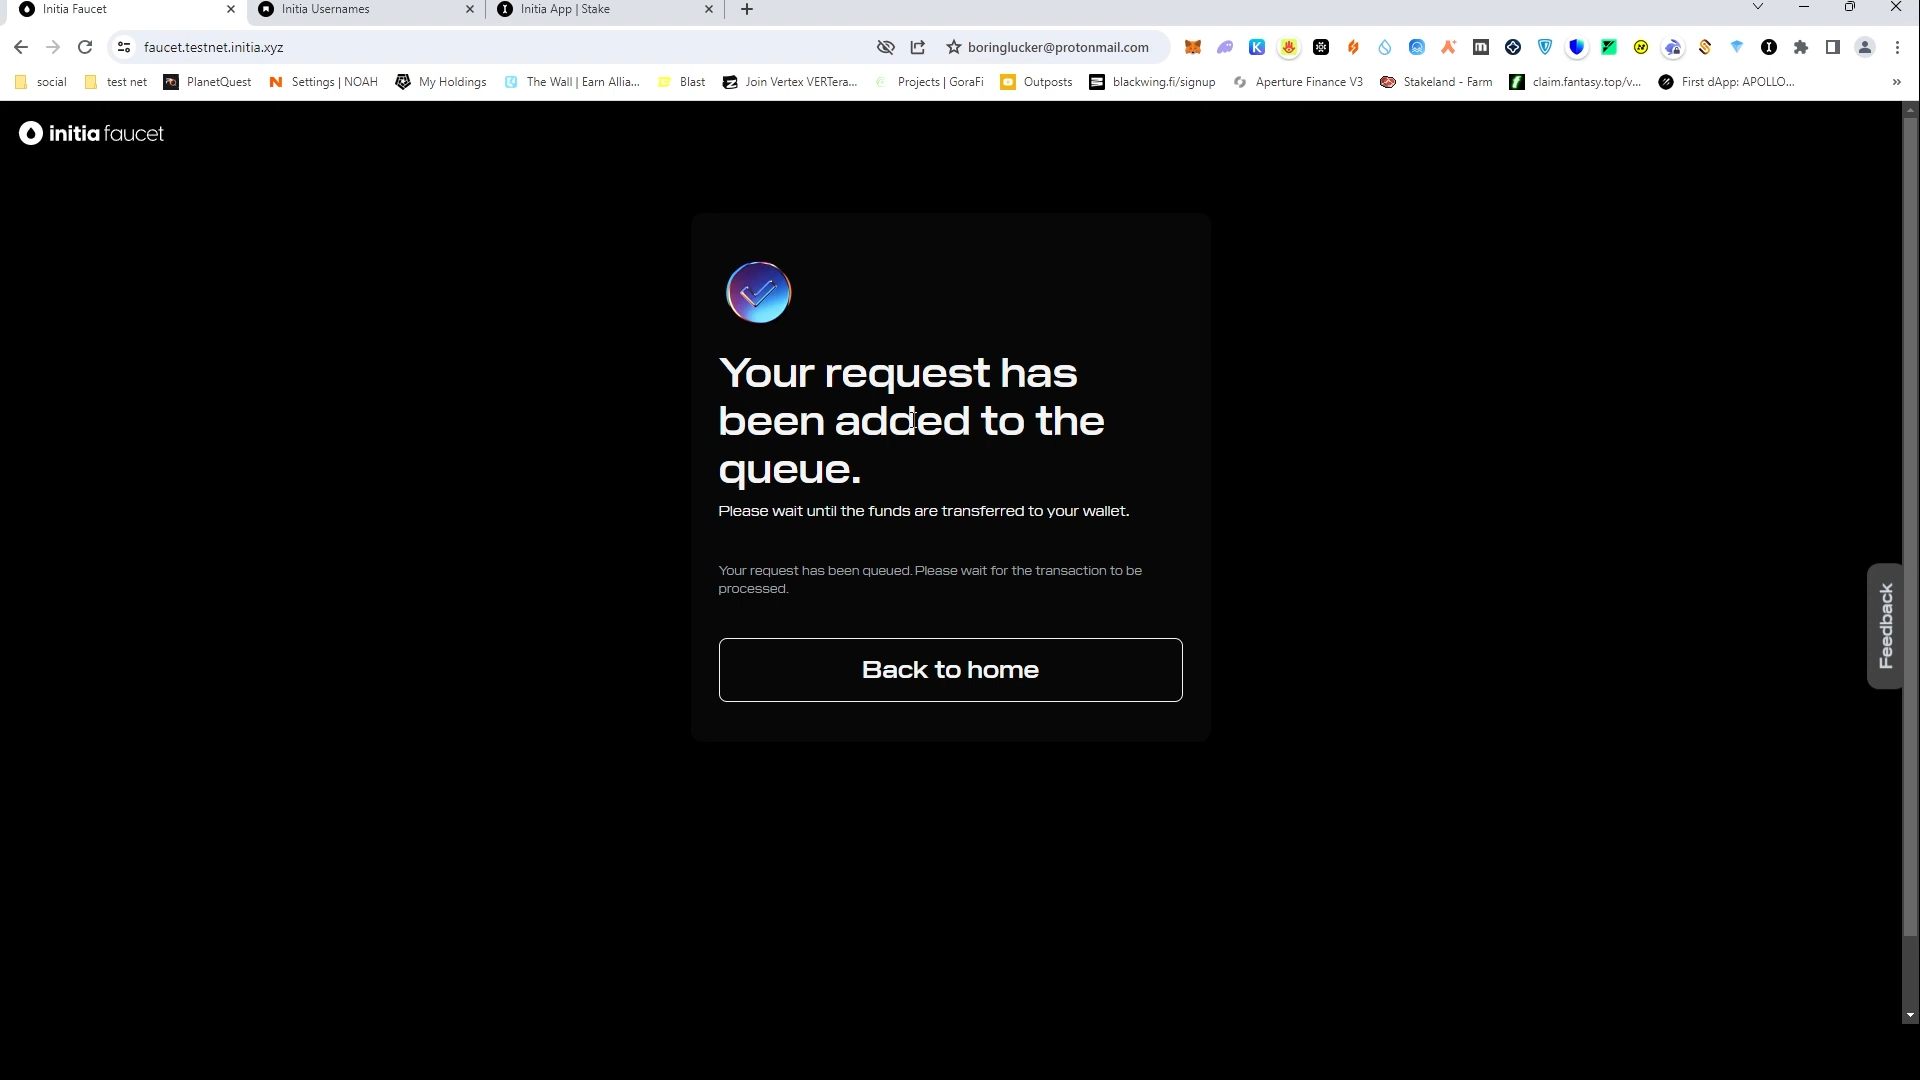 Initia Faucet
Initia Usernames
Initia App | Stake
faucet.testnet.initia.xyz
boringlucker@protonmail.com
social
test net
PlanetQuest
Settings | NOAH
My Holdings
The Wall | Earn Allia...
Blast
Join Vertex VERTera...
Projects | GoraFi
Outposts
blackwing.fi/signup
Aperture Finance V3
Stakeland - Farm
claim.fantasy.top/v...
First dApp: APOLLO...
initia faucet
Your request has
been added to the
queue.
Please wait until the funds are transferred to your wallet.
Your request has been queued. Please wait for the transaction to be
processed.
Back to home
Feedback